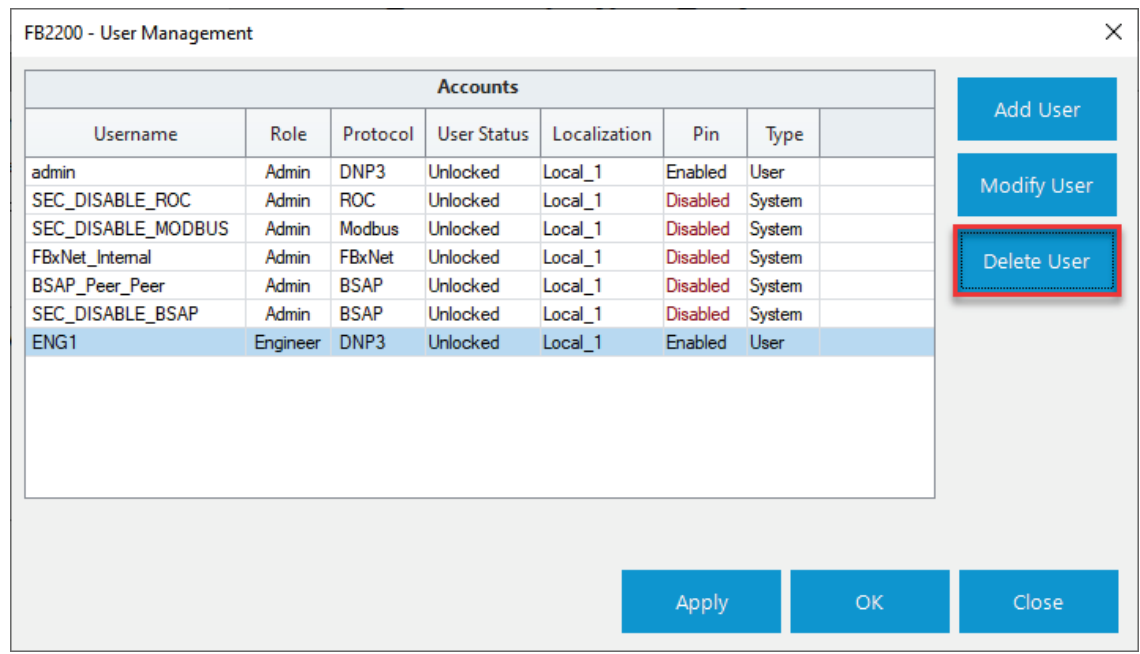 FB2200 - User Management
Accounts
Username Role Protocol User Status Localization Pin Type
admin Admin DNP3 Unlocked Local_1 Enabled User
SEC_DISABLE_ROC Admin ROC Unlocked Local_1 Disabled System
SEC_DISABLE_MODBUS Admin Modbus Unlocked Local_1 Disabled System
FBxNet_Internal Admin FBxNet Unlocked Local_1 Disabled System
BSAP_Peer_Peer Admin BSAP Unlocked Local_1 Disabled System
SEC_DISABLE_BSAP Admin BSAP Unlocked Local_1 Disabled System
ENG1 Engineer DNP3 Unlocked Local_1 Enabled User
Add User
Modify User
Delete User
Apply OK Close